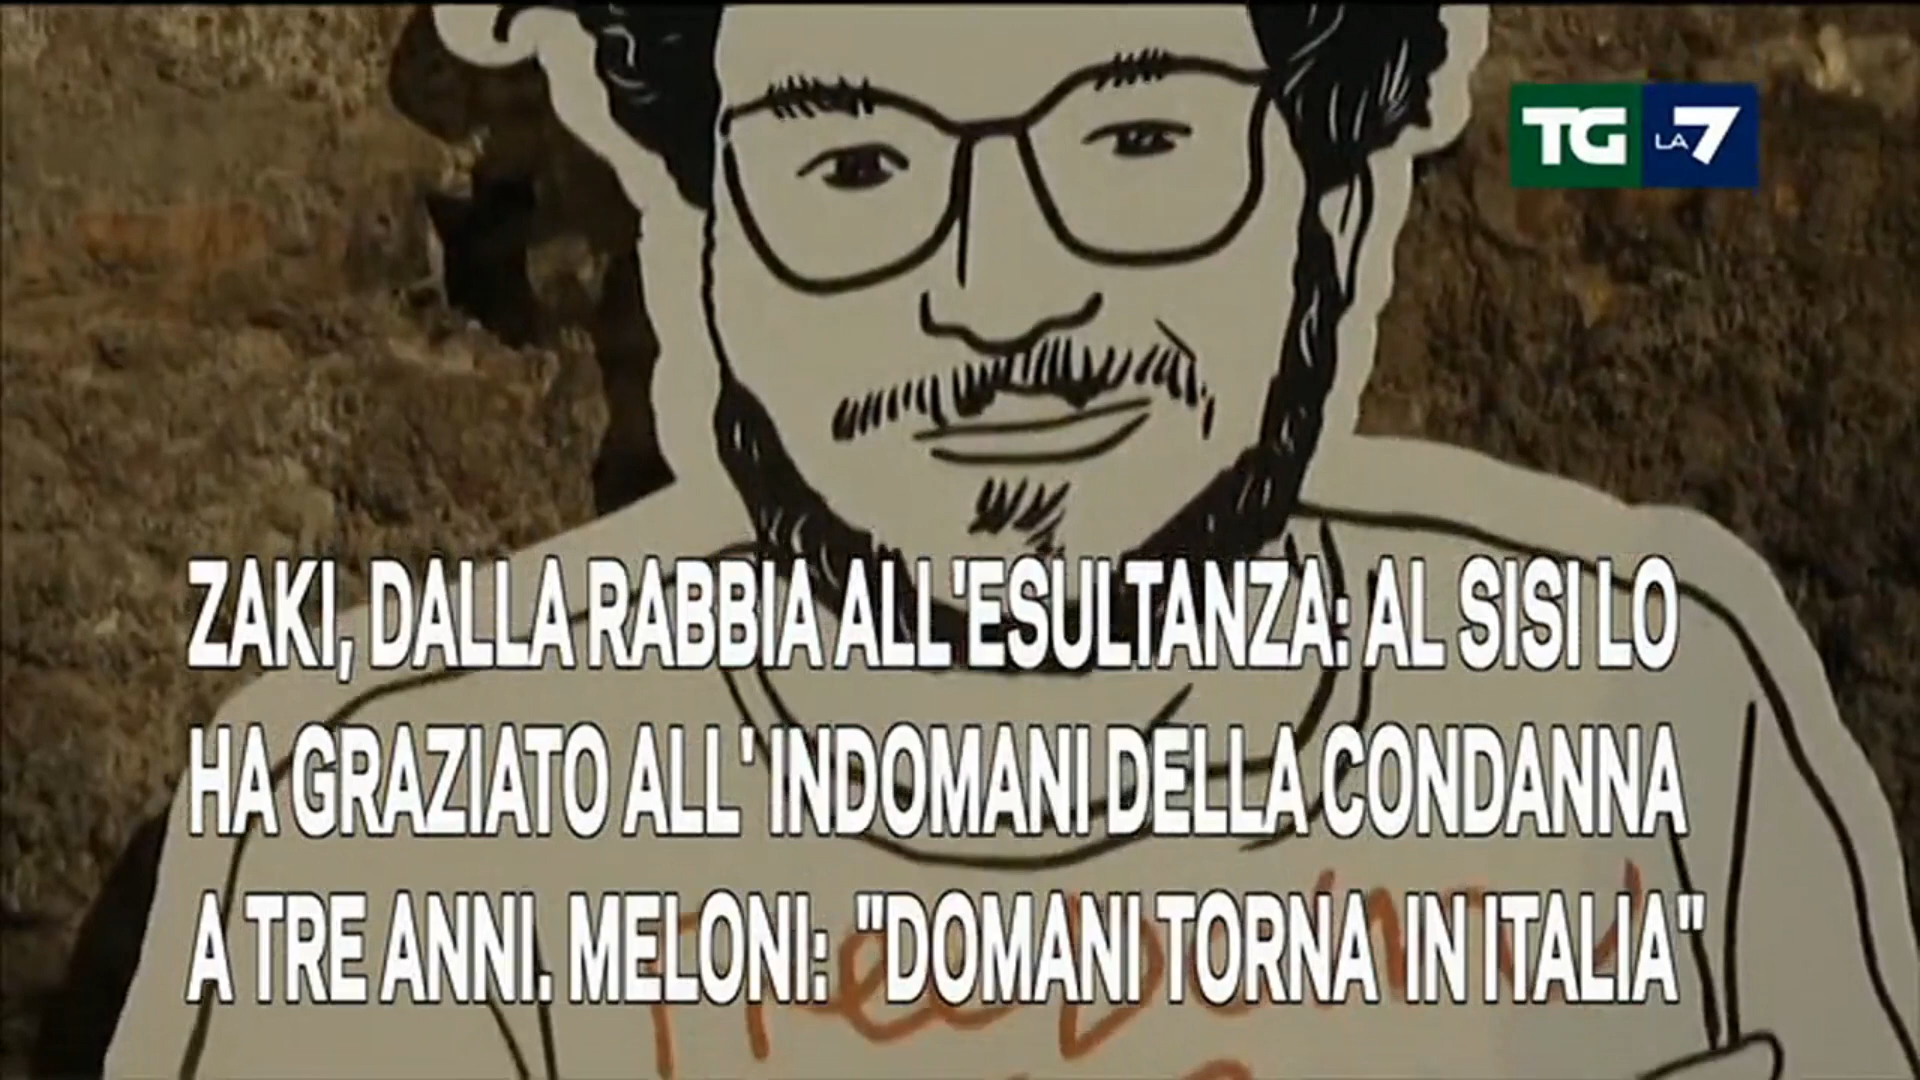 TG LA7
ZAKI, DALLA RABBIA ALL'ESULTANZA: AL SISI LO
HA GRAZIATO ALL' INDOMANI DELLA CONDANNA
A TRE ANNI. MELONI: "DOMANI TORNA IN ITALIA"